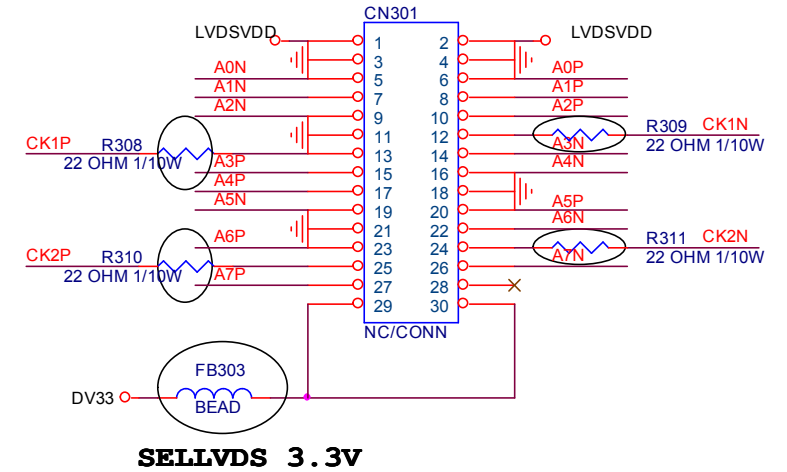 CN301
LVDSVDD 1 2 LVDSVDD
3 4
A0N 5 6 A0P
A1N 7 8 A1P
A2N 9 10 A2P
CK1P R308 11 12 R309 CK1N
22 OHM 1/10W 13 14 A3N 22 OHM 1/10W
A3P 15 16 A4N
A4P 17 18
A5N 19 20 A5P
21 22 A6N
CK2P R310 A6P 23 24 R311 CK2N
22 OHM 1/10W 25 26 A7N 22 OHM 1/10W
A7P 27 28
29 30
NC/CONN
FB303
DV33 BEAD
SELLVDS 3.3V